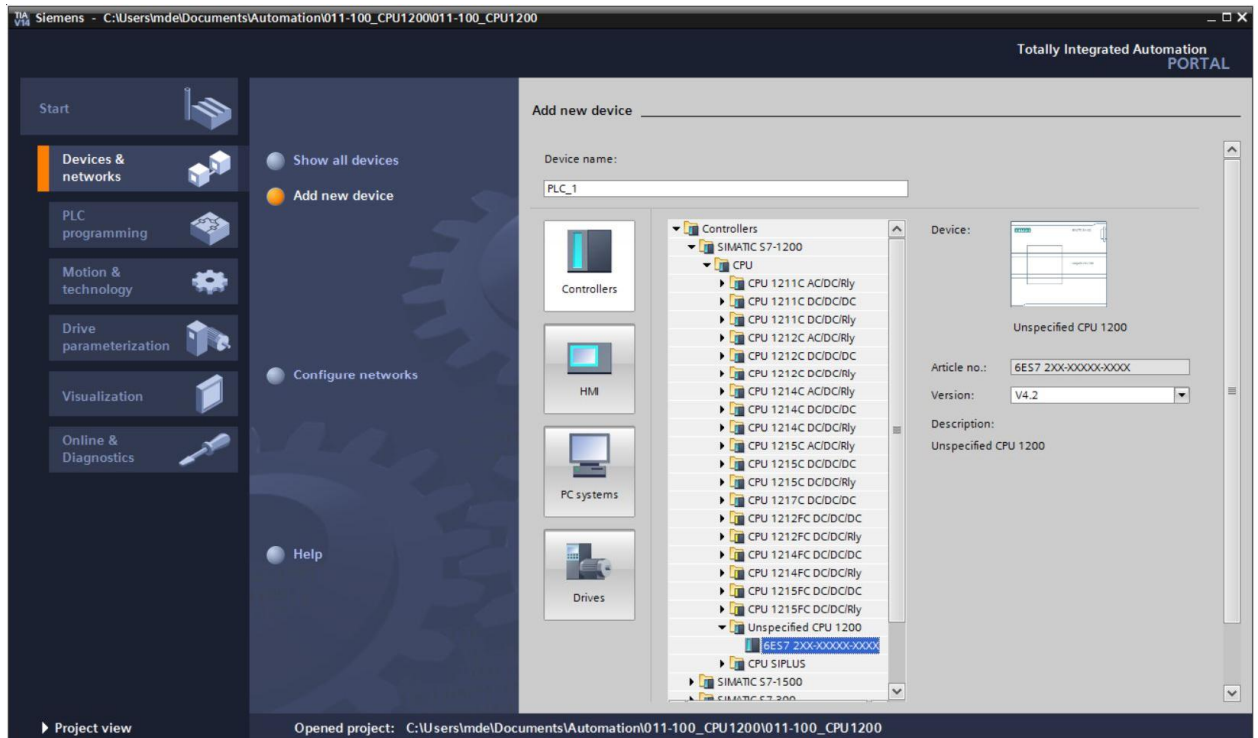 TIA V14 Siemens - C:\Users\mde\Documents\Automation\011-100_CPU1200\011-100_CPU1200
Totally Integrated Automation
PORTAL
Start
Devices &
networks
PLC
programming
Motion &
technology
Drive
parameterization
Visualization
Online &
Diagnostics
Show all devices
Add new device
Configure networks
Help
Add new device
Device name:
PLC_1
Controllers
HMI
PC systems
Drives
Controllers
SIMATIC S7-1200
CPU
CPU 1211C AC/DC/Rly
CPU 1211C DC/DC/DC
CPU 1211C DC/DC/Rly
CPU 1212C AC/DC/Rly
CPU 1212C DC/DC/DC
CPU 1212C DC/DC/Rly
CPU 1214C AC/DC/Rly
CPU 1214C DC/DC/DC
CPU 1214C DC/DC/Rly
CPU 1215C AC/DC/Rly
CPU 1215C DC/DC/DC
CPU 1215C DC/DC/Rly
CPU 1217C DC/DC/DC
CPU 1212FC DC/DC/DC
CPU 1212FC DC/DC/Rly
CPU 1214FC DC/DC/DC
CPU 1214FC DC/DC/Rly
CPU 1215FC DC/DC/DC
CPU 1215FC DC/DC/Rly
Unspecified CPU 1200
6ES7 2XX-XXXXX-XXXX
CPU SIPLUS
SIMATIC S7-1500
SIMATIC S7-300
Device:
Unspecified CPU 1200
Article no.:
6ES7 2XX-XXXXX-XXXX
Version:
V4.2
Description:
Unspecified CPU 1200
Project view
Opened project: C:\Users\mde\Documents\Automation\011-100_CPU1200\011-100_CPU1200